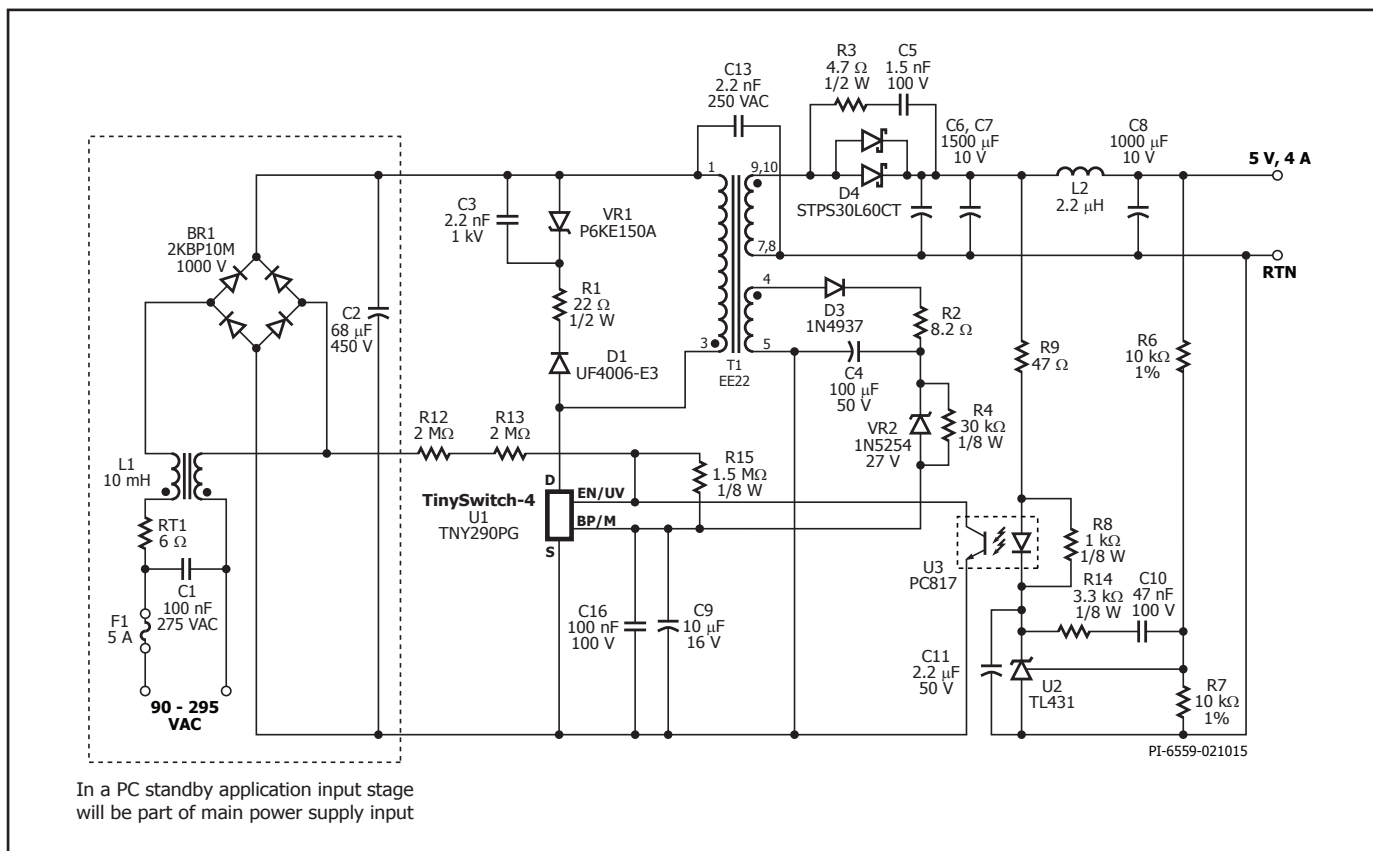 C13
2.2 nF
250 VAC
R3
4.7 Ω
1/2 W
C5
1.5 nF
100 V
C6, C7
1500 µF
10 V
C8
1000 µF
10 V
5 V, 4 A
L2
2.2 µH
D4
STPS30L60CT
RTN
1
3
9,10
7,8
4
5
T1
EE22
C3
2.2 nF
1 kV
VR1
P6KE150A
R1
22 Ω
1/2 W
D1
UF4006-E3
BR1
2KBP10M
1000 V
C2
68 µF
450 V
D3
1N4937
R2
8.2 Ω
C4
100 µF
50 V
VR2
1N5254
27 V
R4
30 kΩ
1/8 W
R9
47 Ω
R6
10 kΩ
1%
R12
2 MΩ
R13
2 MΩ
R15
1.5 MΩ
1/8 W
L1
10 mH
RT1
6 Ω
C1
100 nF
275 VAC
F1
5 A
90 - 295
VAC
TinySwitch-4
U1
TNY290PG
D
S
EN/UV
BP/M
C16
100 nF
100 V
C9
10 µF
16 V
U3
PC817
R8
1 kΩ
1/8 W
R14
3.3 kΩ
1/8 W
C10
47 nF
100 V
C11
2.2 µF
50 V
U2
TL431
R7
10 kΩ
1%
PI-6559-021015
In a PC standby application input stage
will be part of main power supply input